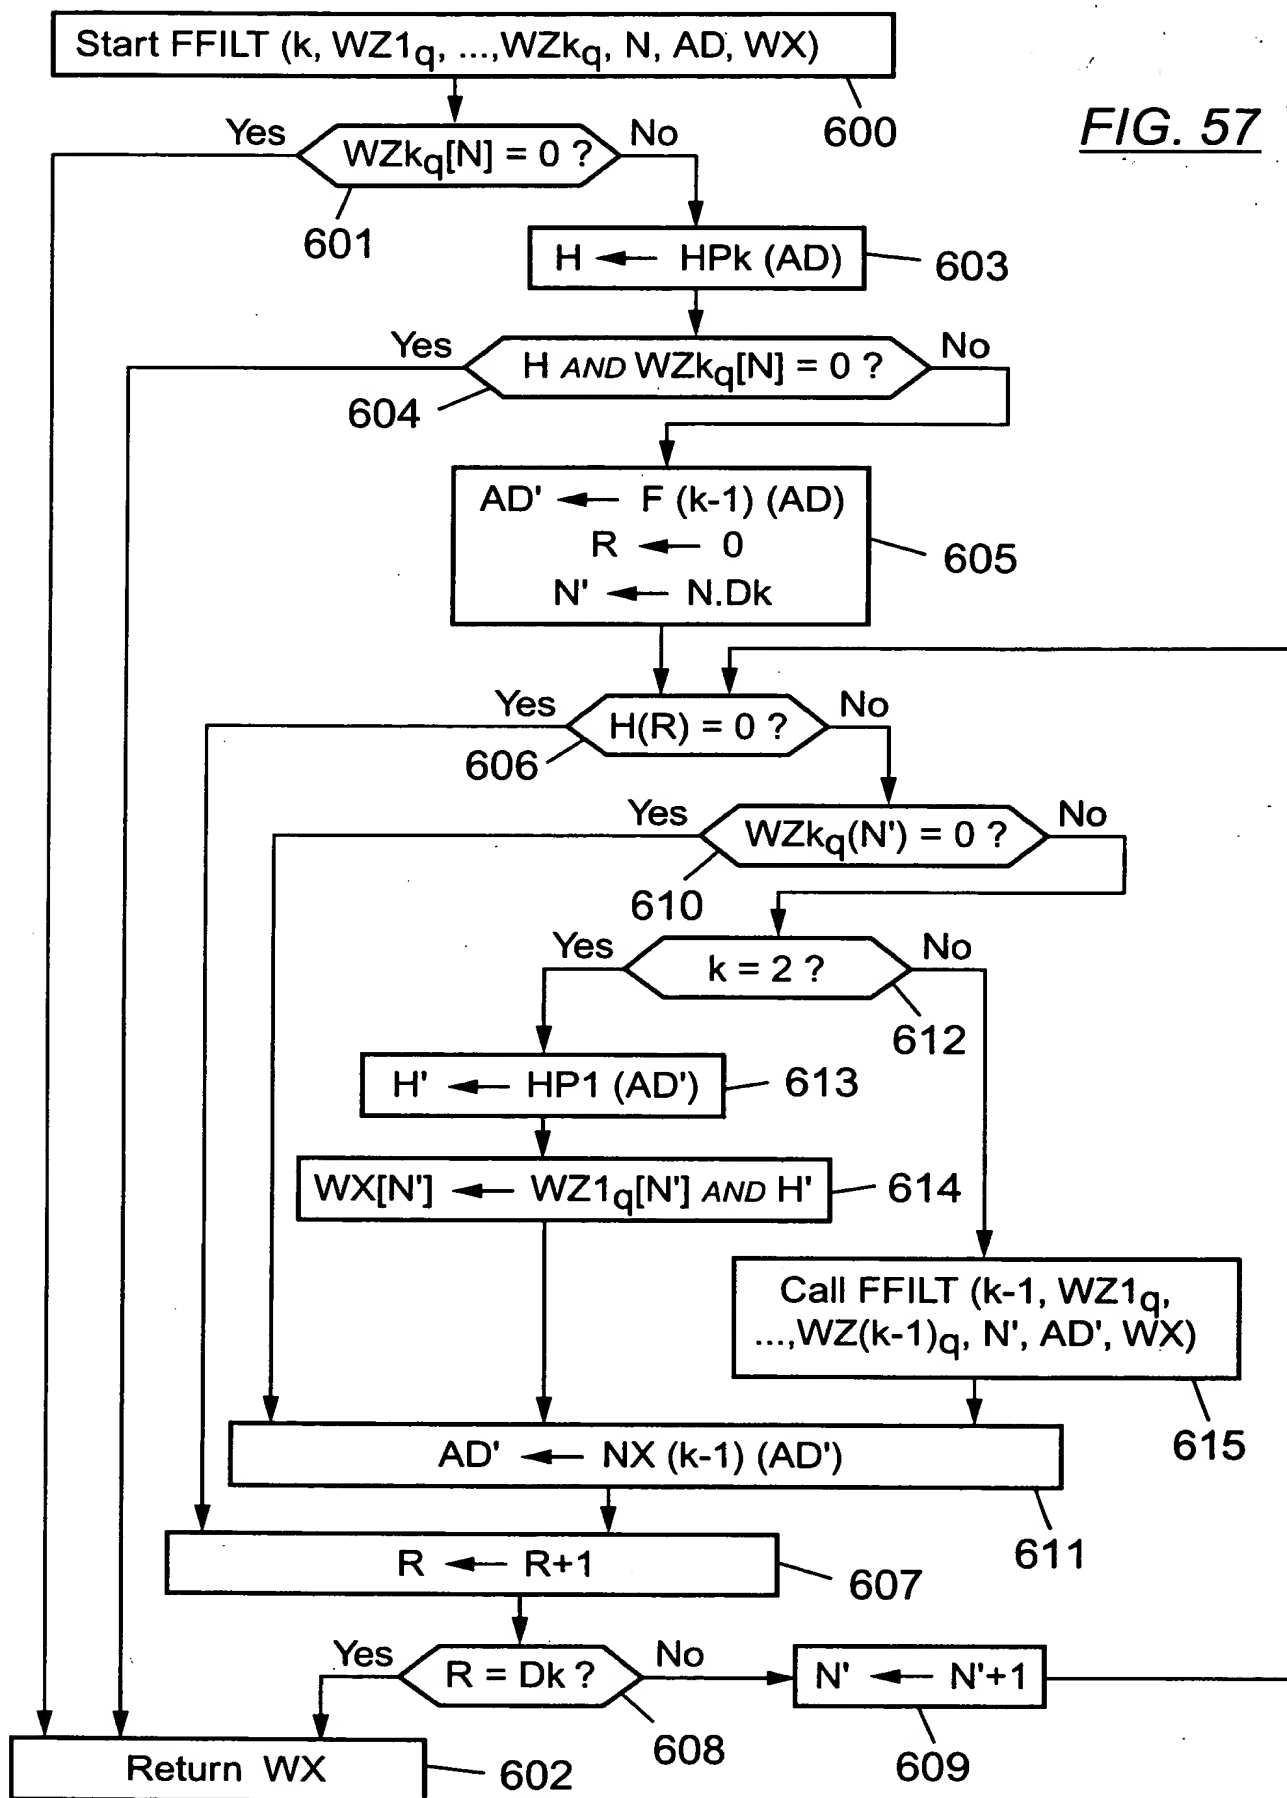 Start FFILT (k, WZ1q, ...,WZkq, N, AD, WX)
600
FIG. 57
Yes
WZkq[N] = 0 ?
No
601
H ← HPk (AD)
603
Yes
H AND WZkq[N] = 0 ?
No
604
AD' ← F (k-1) (AD)
R ← 0
N' ← N.Dk
605
Yes
H(R) = 0 ?
No
606
Yes
WZkq(N') = 0 ?
No
610
Yes
k = 2 ?
No
612
H' ← HP1 (AD')
613
WX[N'] ← WZ1q[N'] AND H'
614
Call FFILT (k-1, WZ1q,
...,WZ(k-1)q, N', AD', WX)
615
AD' ← NX (k-1) (AD')
611
R ← R+1
607
Yes
R = Dk ?
No
608
N' ← N'+1
609
Return WX
602